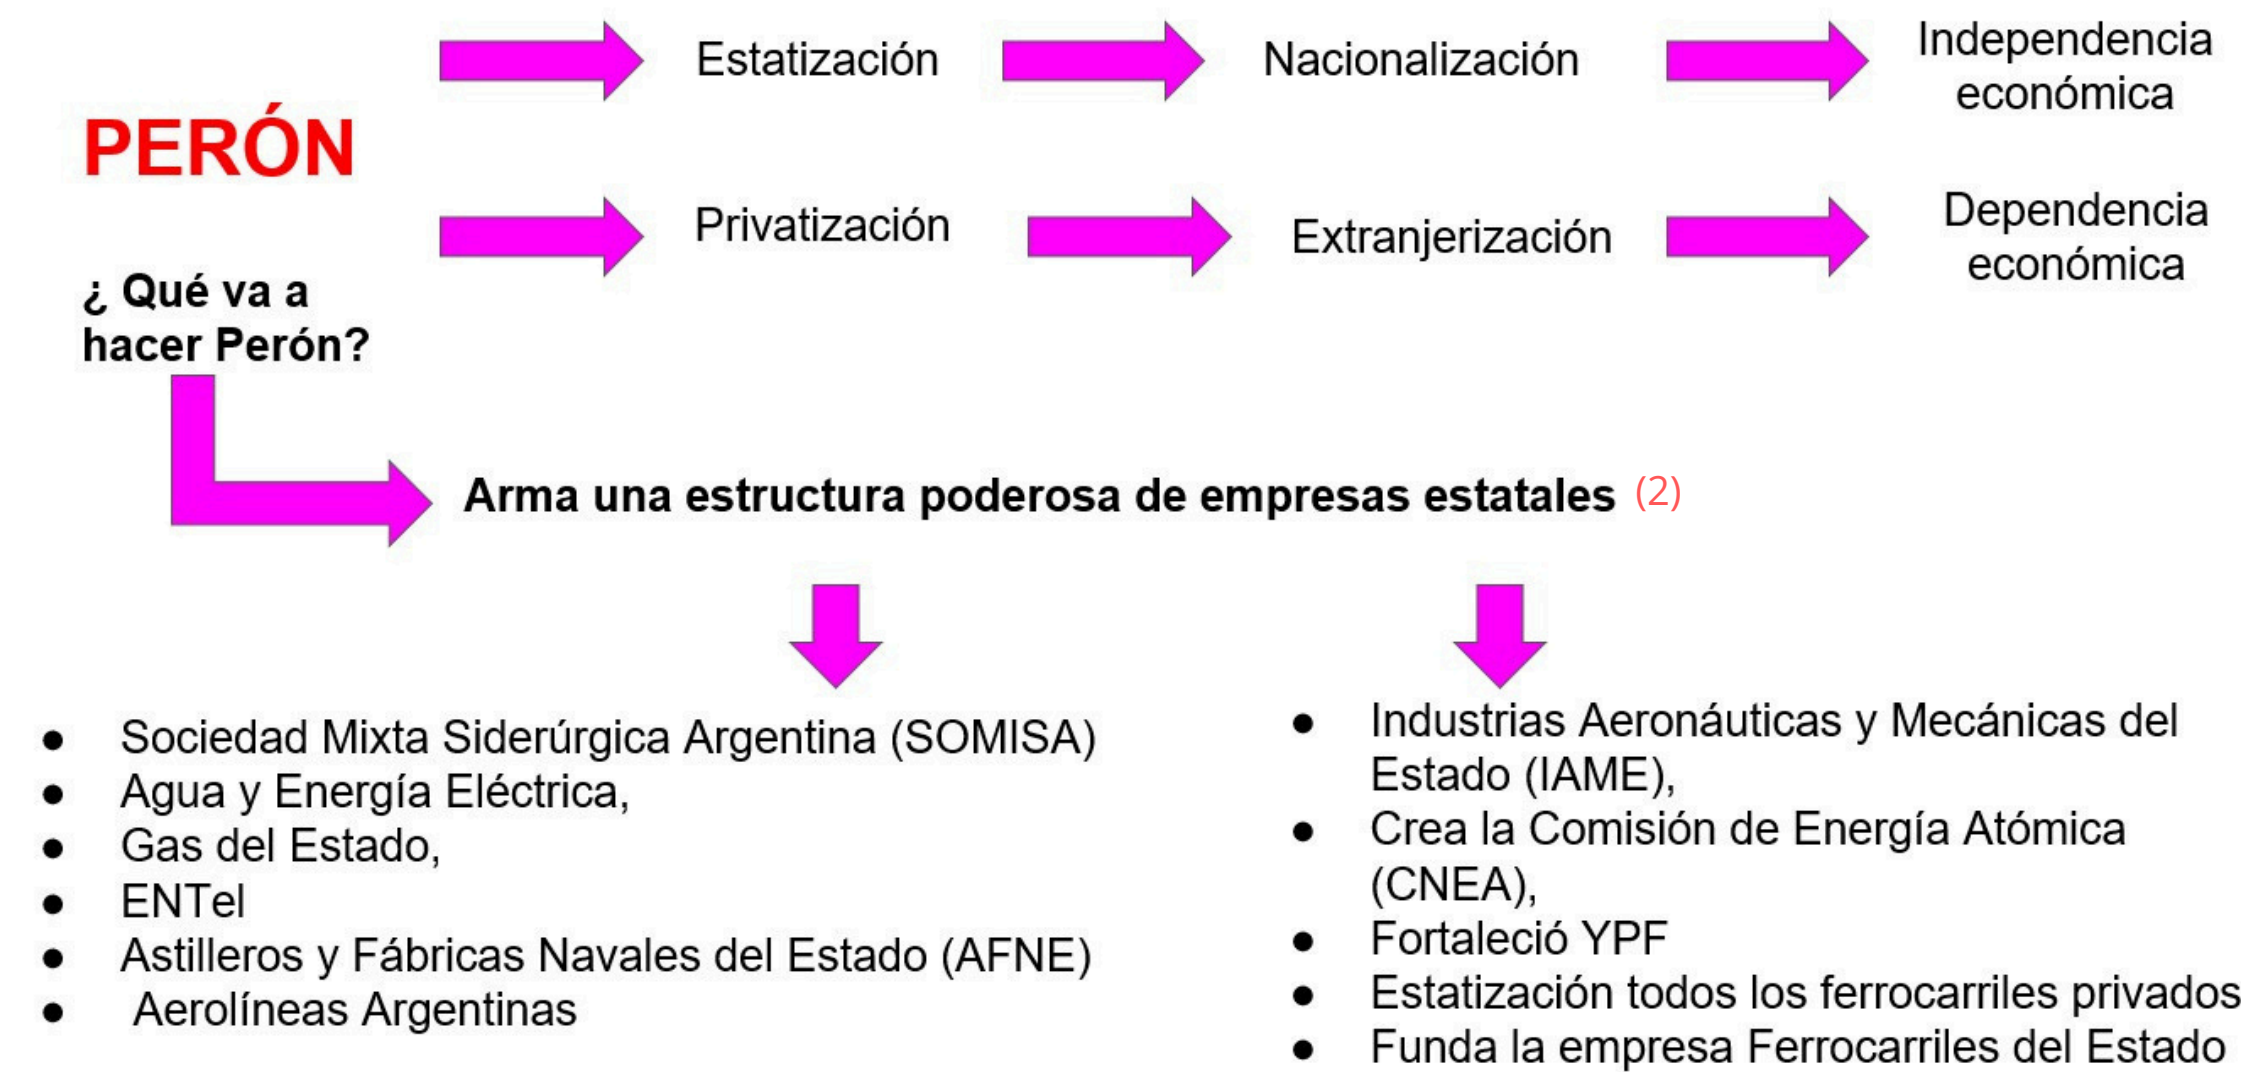 PERÓN
Estatización
Nacionalización
Independencia
económica
Privatización
Extranjerización
Dependencia
económica
¿ Qué va a
hacer Perón?
Arma una estructura poderosa de empresas estatales (2)
● Sociedad Mixta Siderúrgica Argentina (SOMISA)
● Agua y Energía Eléctrica,
● Gas del Estado,
● ENTel
● Astilleros y Fábricas Navales del Estado (AFNE)
● Aerolíneas Argentinas
● Industrias Aeronáuticas y Mecánicas del
Estado (IAME),
● Crea la Comisión de Energía Atómica
(CNEA),
● Fortaleció YPF
● Estatización todos los ferrocarriles privados
● Funda la empresa Ferrocarriles del Estado